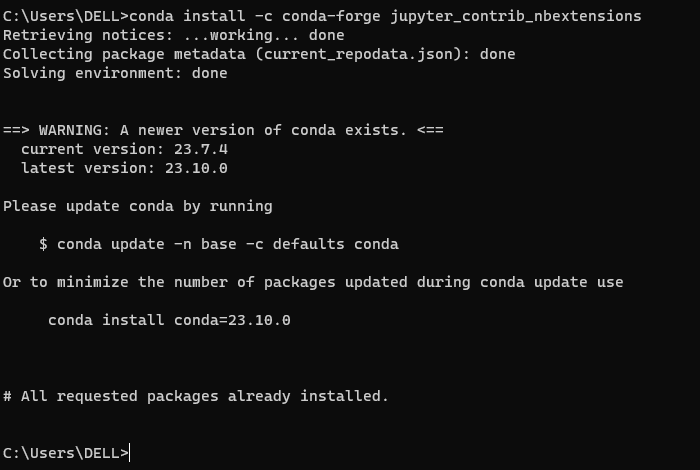 C:\Users\DELL>conda install -c conda-forge jupyter_contrib_nbextensions
Retrieving notices: ...working... done
Collecting package metadata (current_repodata.json): done
Solving environment: done
==> WARNING: A newer version of conda exists. <==
  current version: 23.7.4
  latest version: 23.10.0
Please update conda by running
    $ conda update -n base -c defaults conda
Or to minimize the number of packages updated during conda update use
     conda install conda=23.10.0
# All requested packages already installed.
C:\Users\DELL>